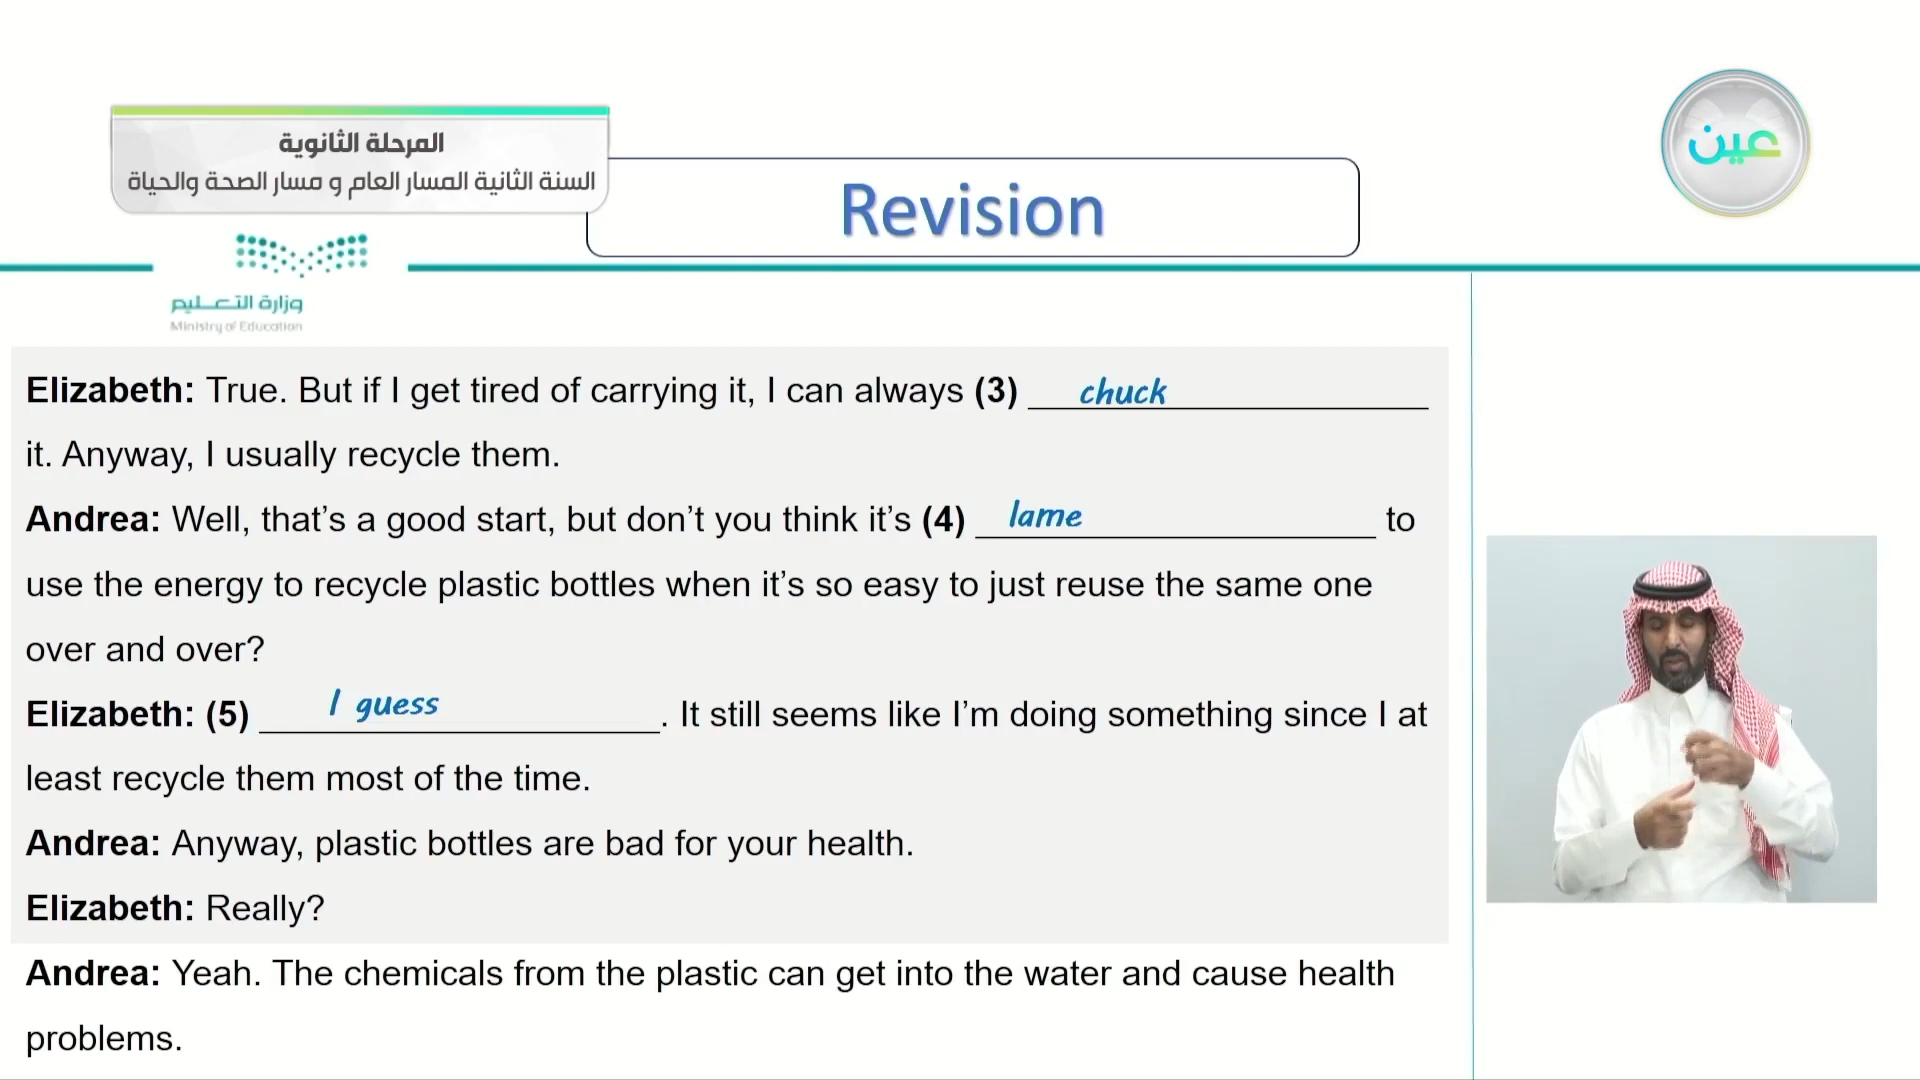 المرحلة الثانوية
السنة الثانية المسار العام و مسار الصحة والحياة
عين
Revision
وزارة التعليم
Ministry of Education
Elizabeth: True. But if I get tired of carrying it, I can always (3) chuck
it. Anyway, I usually recycle them.
Andrea: Well, that’s a good start, but don’t you think it’s (4) lame to
use the energy to recycle plastic bottles when it’s so easy to just reuse the same one
over and over?
Elizabeth: (5) I guess. It still seems like I’m doing something since I at
least recycle them most of the time.
Andrea: Anyway, plastic bottles are bad for your health.
Elizabeth: Really?
Andrea: Yeah. The chemicals from the plastic can get into the water and cause health
problems.